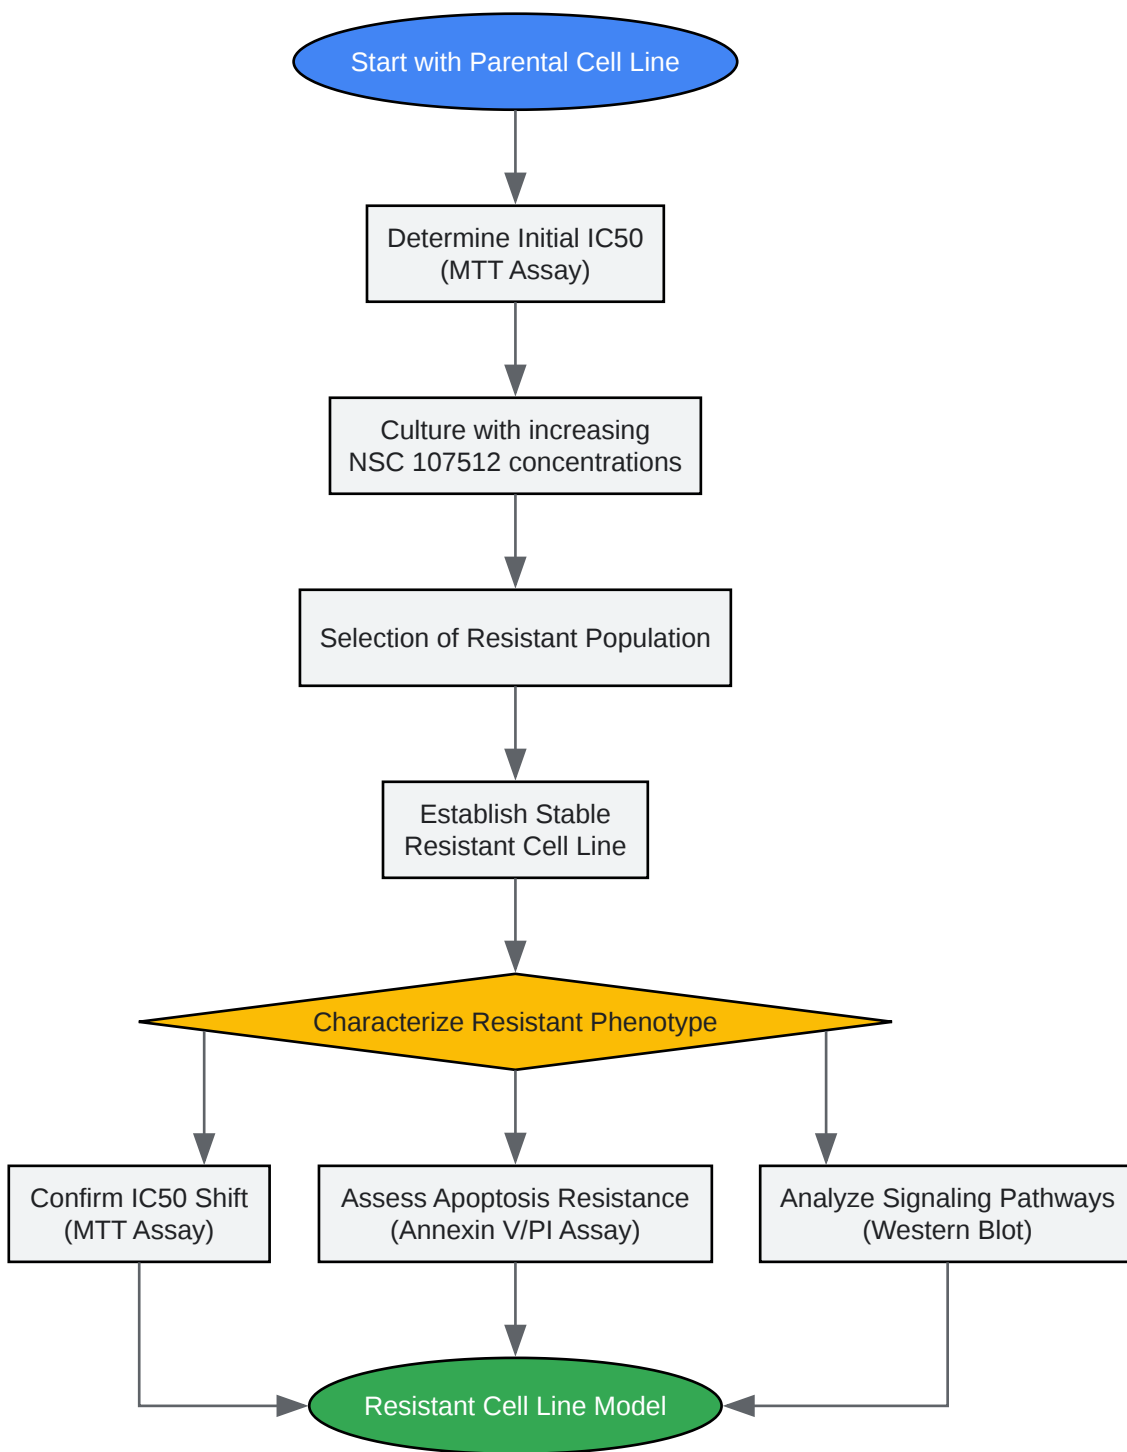 Start with Parental Cell Line
Determine Initial IC50
(MTT Assay)
Culture with increasing
NSC 107512 concentrations
Selection of Resistant Population
Establish Stable
Resistant Cell Line
Characterize Resistant Phenotype
Confirm IC50 Shift
(MTT Assay)
Assess Apoptosis Resistance
(Annexin V/PI Assay)
Analyze Signaling Pathways
(Western Blot)
Resistant Cell Line Model